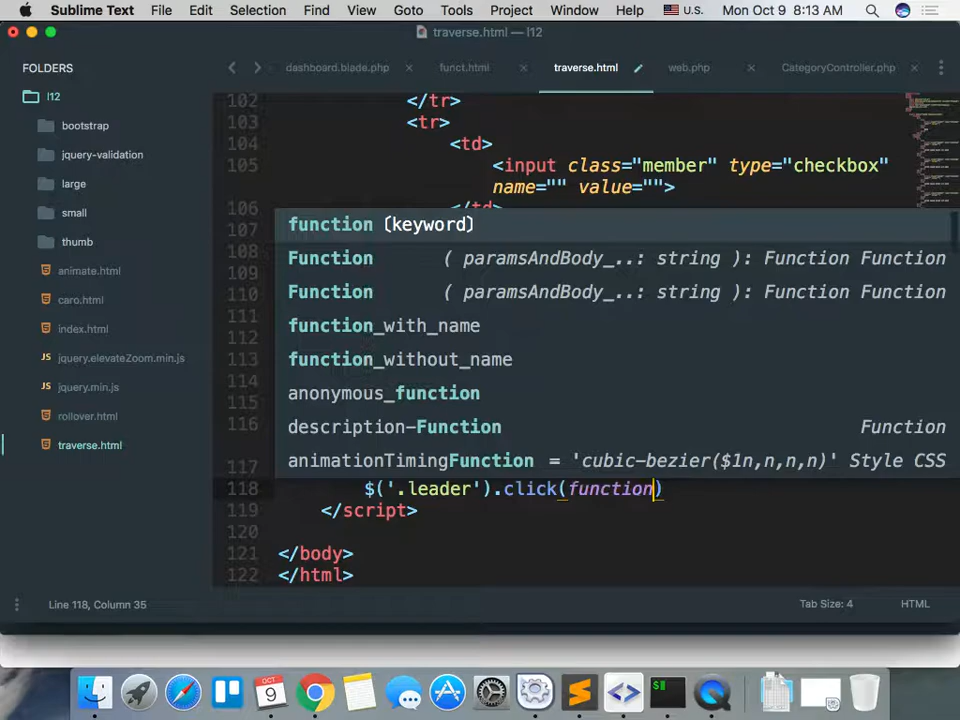 Sublime Text File Edit Selection Find View Goto Tools Project Window Help U.S. Mon Oct 9 8:13 AM
traverse.html — l12
FOLDERS
l12
bootstrap
jquery-validation
large
small
thumb
animate.html
caro.html
index.html
JS jquery.elevateZoom.min.js
JS jquery.min.js
rollover.html
traverse.html
dashboard.blade.php × funct.html × traverse.html web.php × CategoryController.php ×
102 </tr>
103 <tr>
104 <td>
105 <input class="member" type="checkbox"
name="" value="">
106 </td>
107 function (keyword)
108 Function ( paramsAndBody_..: string ): Function Function
109
110 Function ( paramsAndBody_..: string ): Function Function
111 function_with_name
112
113 function_without_name
114 anonymous_function
115
116 description-Function Function
117 animationTimingFunction = 'cubic-bezier($1n,n,n,n)' Style CSS
118 $('.leader').click(function)
119 </script>
120
121 </body>
122 </html>
Line 118, Column 35 Tab Size: 4 HTML
OCT
9
$